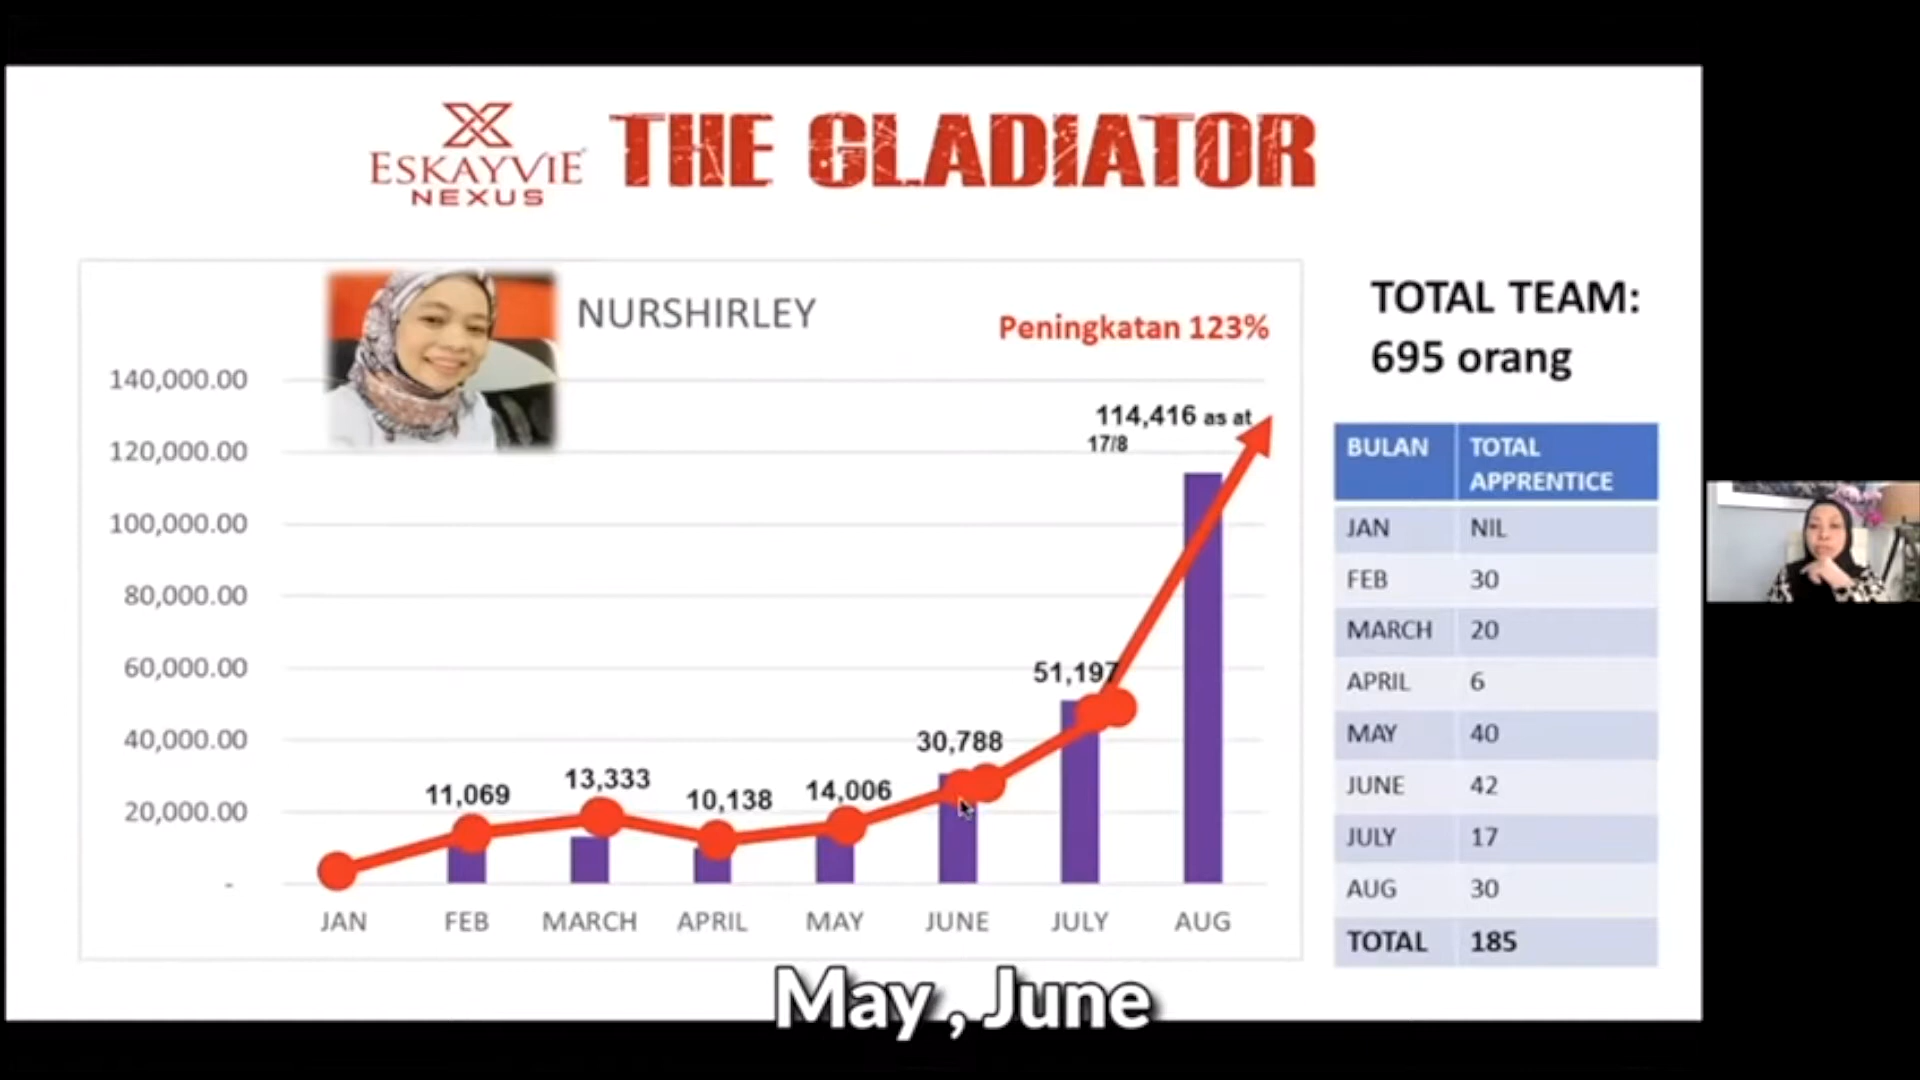 ESKAYVIE
NEXUS
THE GLADIATOR
NURSHIRLEY
Peningkatan 123%
TOTAL TEAM:
695 orang
140,000.00
120,000.00
100,000.00
80,000.00
60,000.00
40,000.00
20,000.00
-
11,069
13,333
10,138
14,006
30,788
51,197
114,416 as at
17/8
JAN FEB MARCH APRIL MAY JUNE JULY AUG
BULAN TOTAL APPRENTICE
JAN NIL
FEB 30
MARCH 20
APRIL 6
MAY 40
JUNE 42
JULY 17
AUG 30
TOTAL 185
May , June